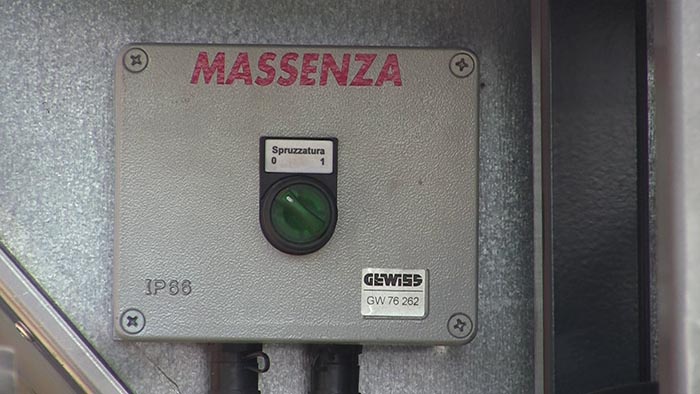 MASSENZA
Spruzzatura
0 1
IP66
GEWISS
GW 76 262